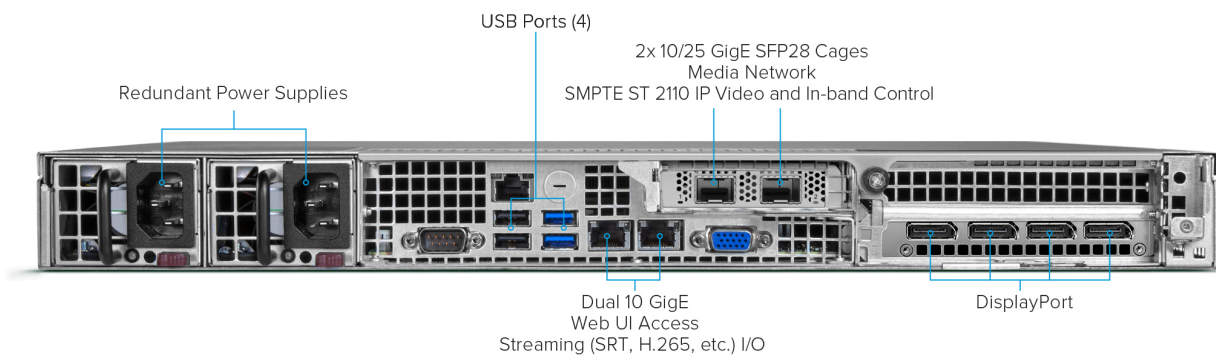 USB Ports (4)
2x 10/25 GigE SFP28 Cages
Media Network
SMPTE ST 2110 IP Video and In-band Control
Redundant Power Supplies
Dual 10 GigE
Web UI Access
Streaming (SRT, H.265, etc.) I/O
DisplayPort